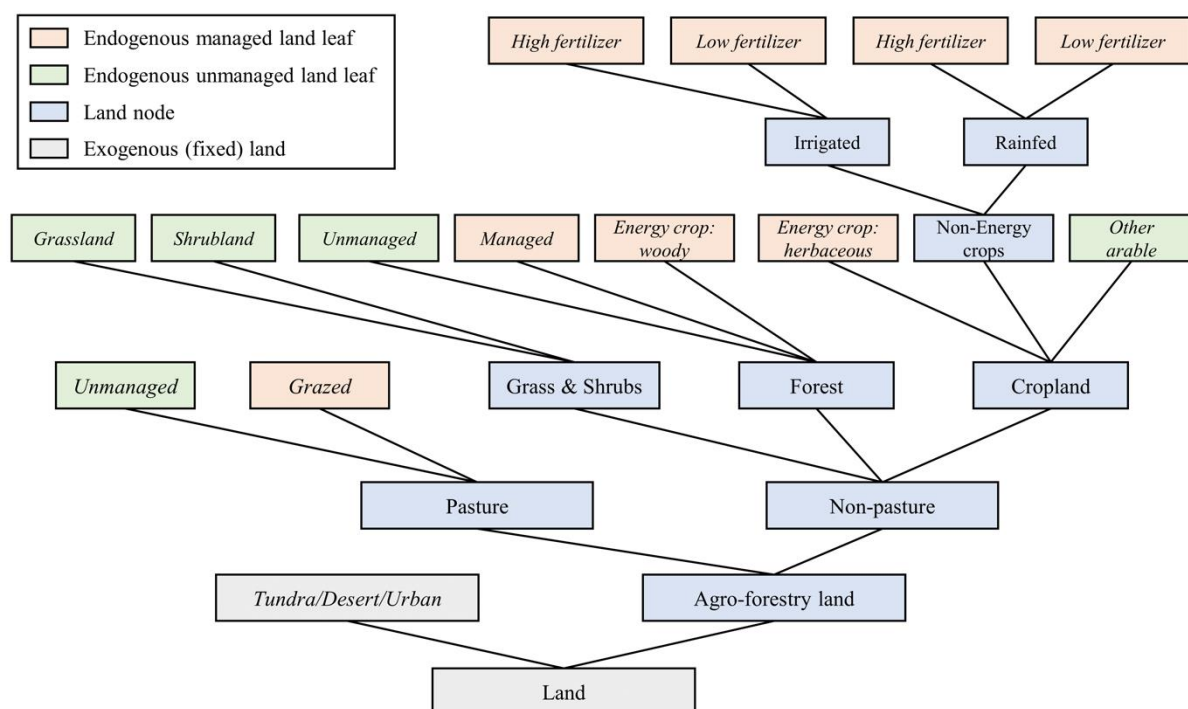 Endogenous managed land leaf
Endogenous unmanaged land leaf
Land node
Exogenous (fixed) land
High fertilizer
Low fertilizer
High fertilizer
Low fertilizer
Irrigated
Rainfed
Grassland
Shrubland
Unmanaged
Managed
Energy crop:
woody
Energy crop:
herbaceous
Non-Energy
crops
Other
arable
Unmanaged
Grazed
Grass & Shrubs
Forest
Cropland
Pasture
Non-pasture
Tundra/Desert/Urban
Agro-forestry land
Land